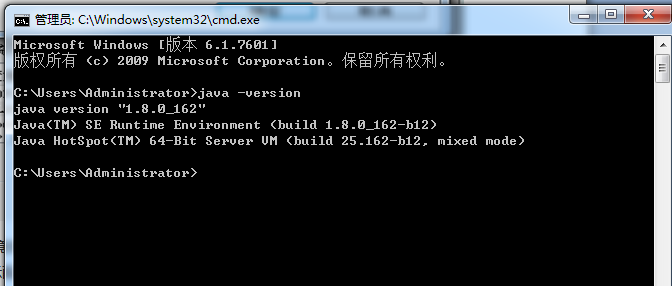 管理员: C:\Windows\system32\cmd.exe
Microsoft Windows [版本 6.1.7601]
版权所有 (c) 2009 Microsoft Corporation。保留所有权利。
C:\Users\Administrator>java -version
java version "1.8.0_162"
Java(TM) SE Runtime Environment (build 1.8.0_162-b12)
Java HotSpot(TM) 64-Bit Server VM (build 25.162-b12, mixed mode)
C:\Users\Administrator>